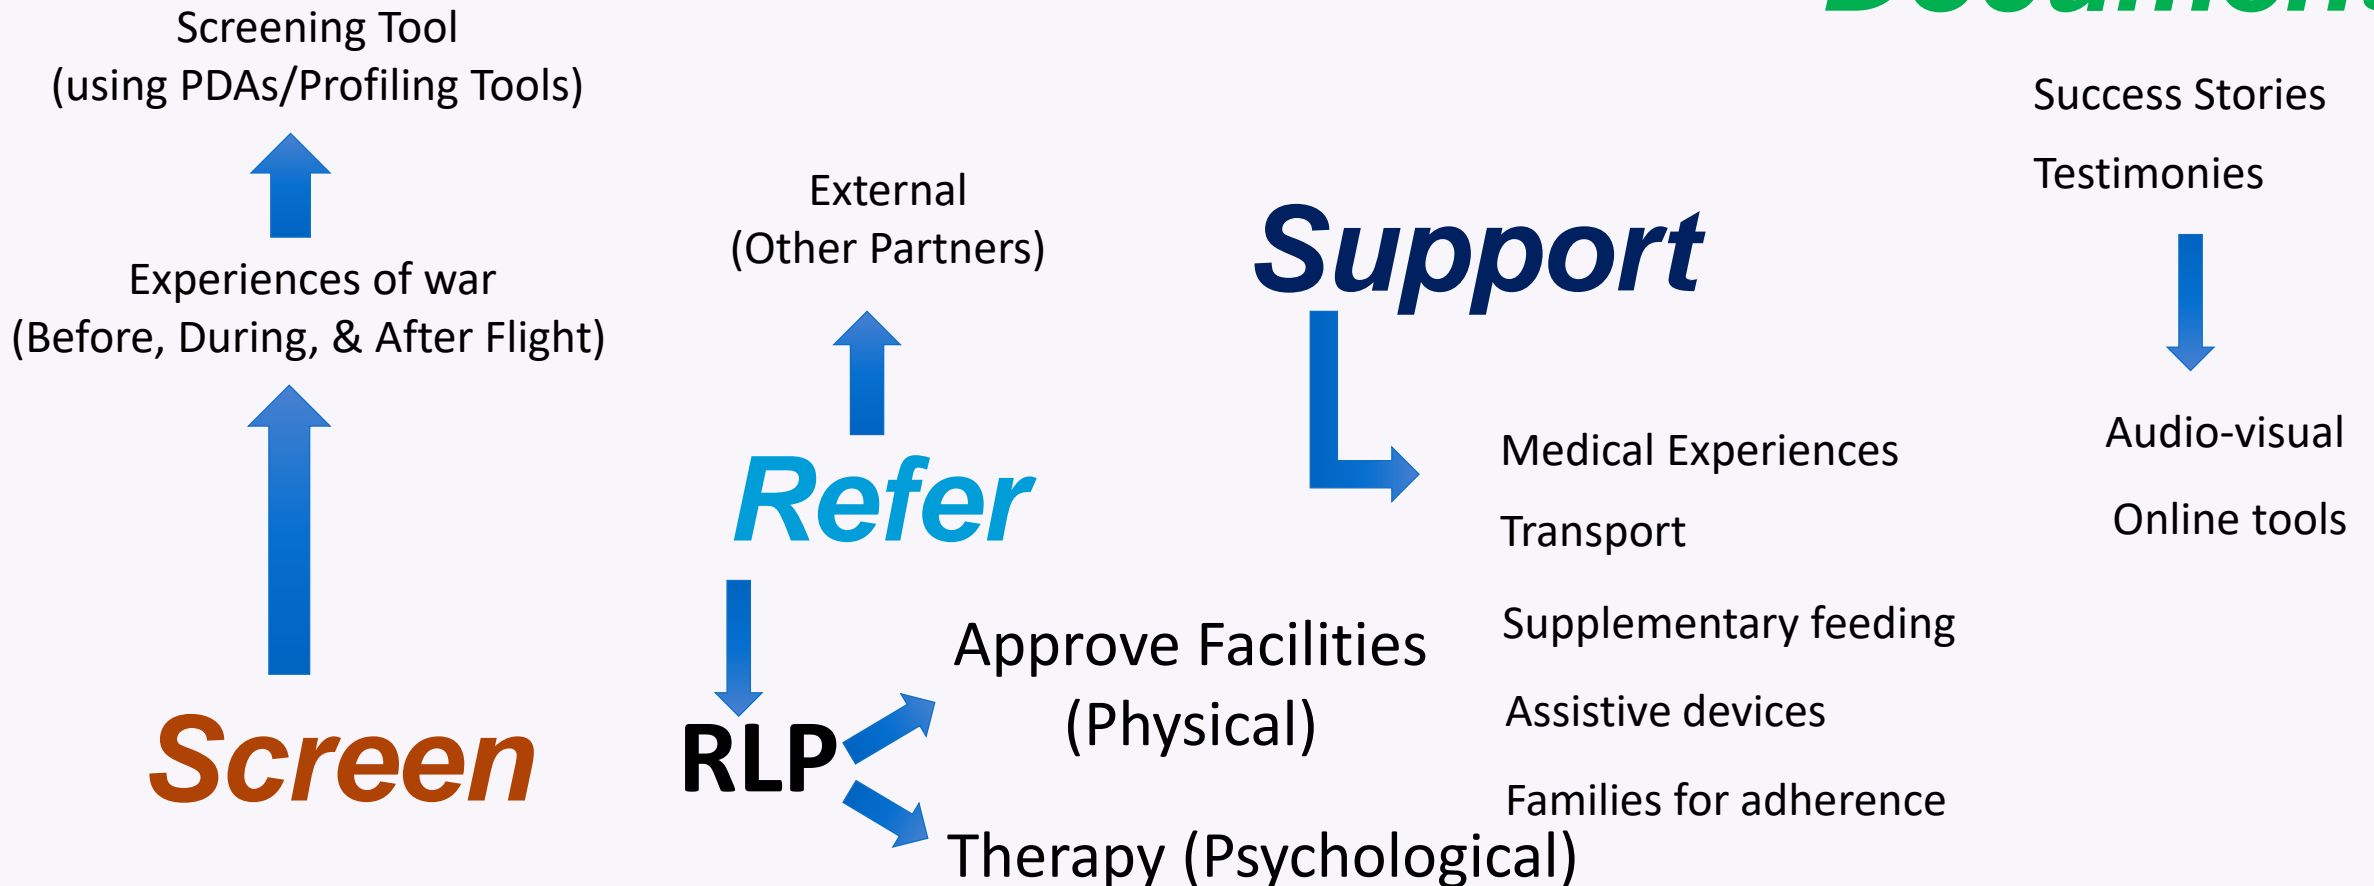 Screening Tool
(using PDAs/Profiling Tools)
Experiences of war
(Before, During, & After Flight)
Screen
External
(Other Partners)
Refer
RLP
Approve Facilities
(Physical)
Therapy (Psychological)
Support
Medical Experiences
Transport
Supplementary feeding
Assistive devices
Families for adherence
Document
Success Stories
Testimonies
Audio-visual
Online tools